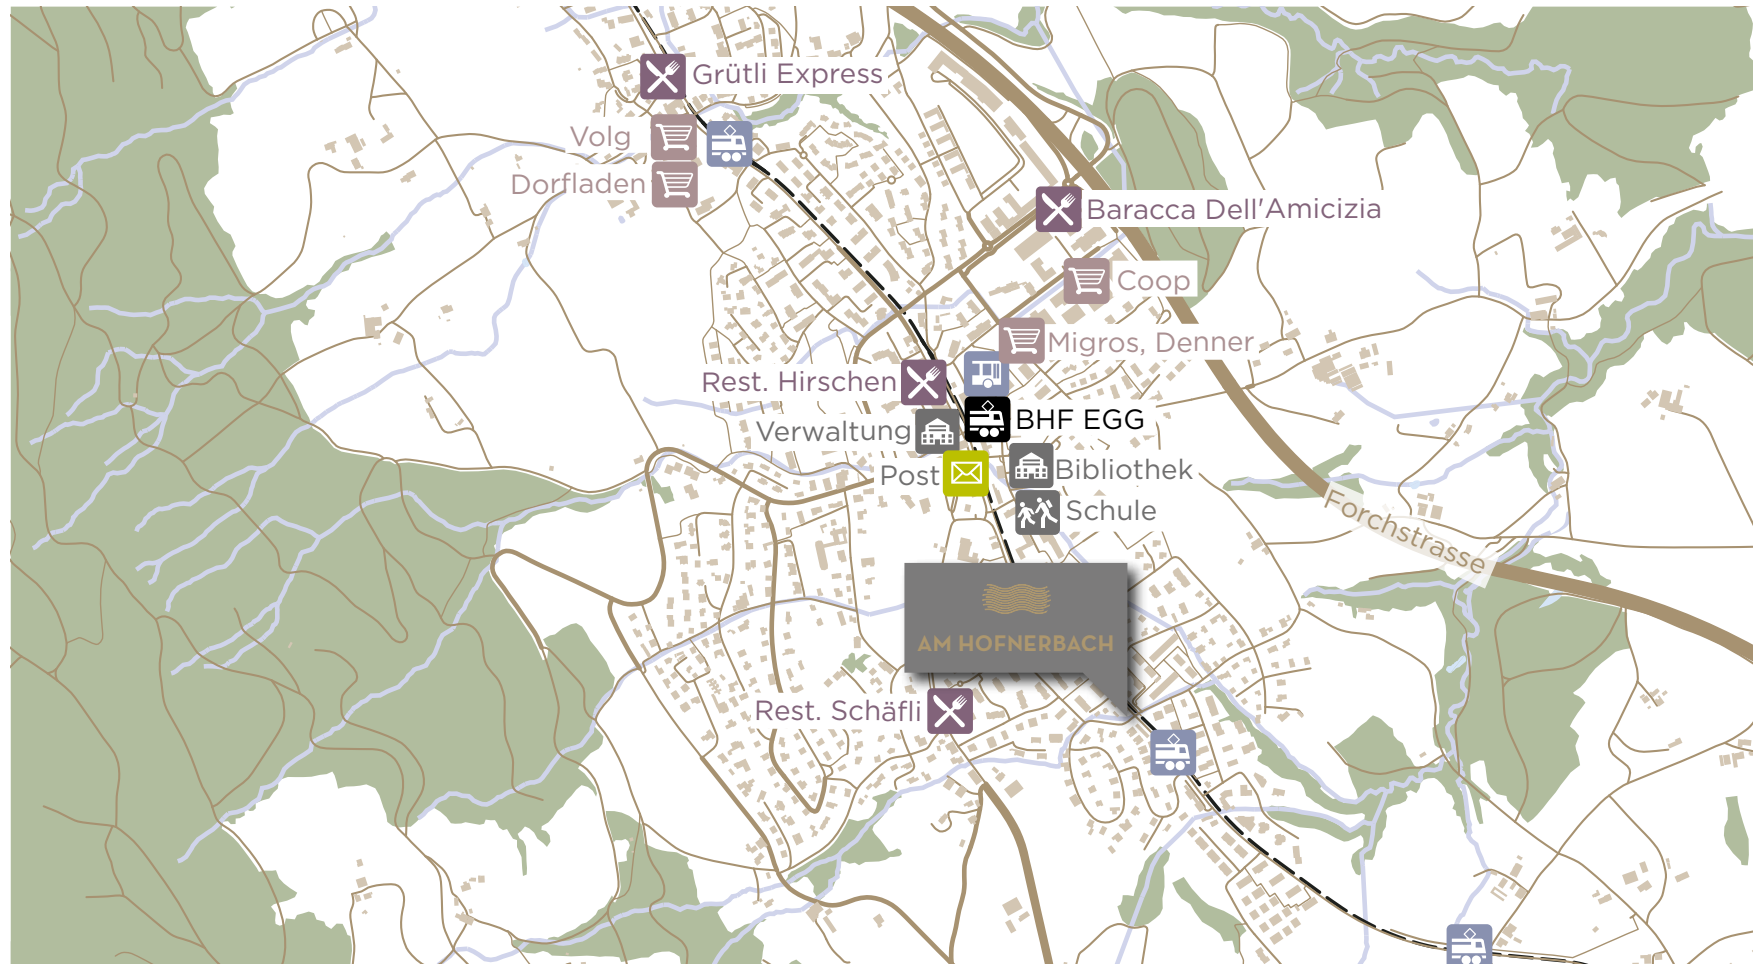 Grütli Express
Volg
Dorfladen
Baracca Dell'Amicizia
Coop
Migros, Denner
Rest. Hirschen
BHF EGG
Verwaltung
Post
Bibliothek
Schule
Forchstrasse
AM HOFNERBACH
Rest. Schäfli